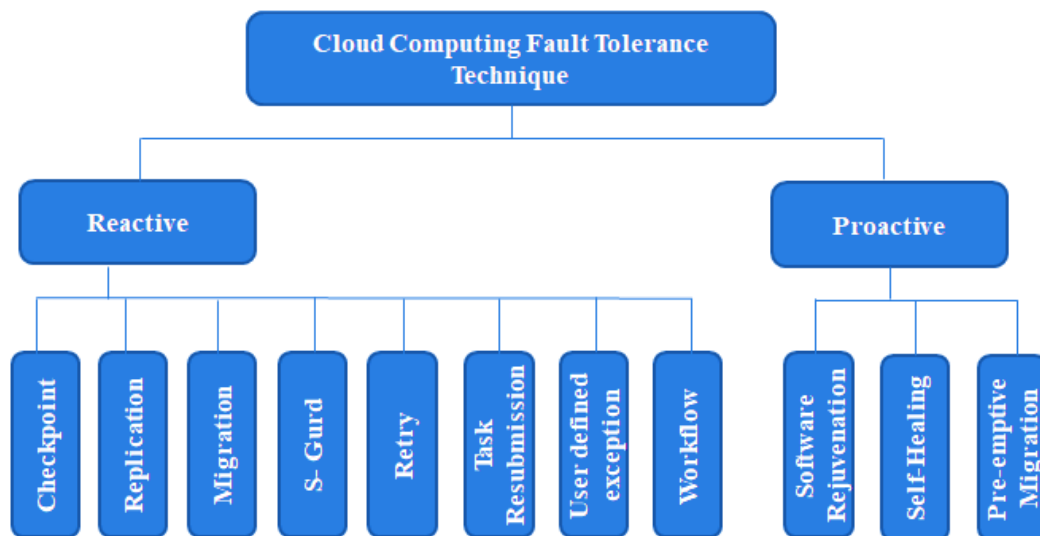 Cloud Computing Fault Tolerance
Technique
Reactive
Proactive
Checkpoint
Replication
Migration
S- Gurd
Retry
Task
Resubmission
User defined
exception
Workflow
Software
Rejuvenation
Self-Healing
Pre-emptive
Migration